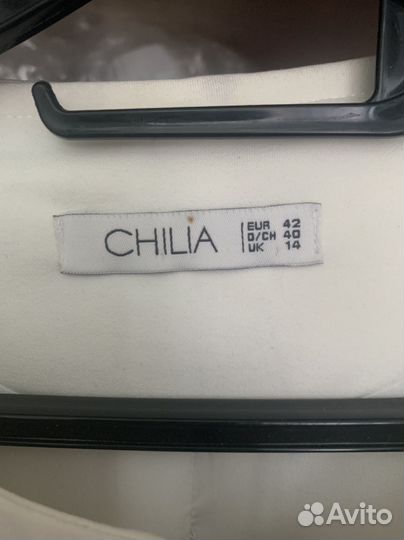 CHILIA
EUR 42
D/CH 40
UK 14
Avito